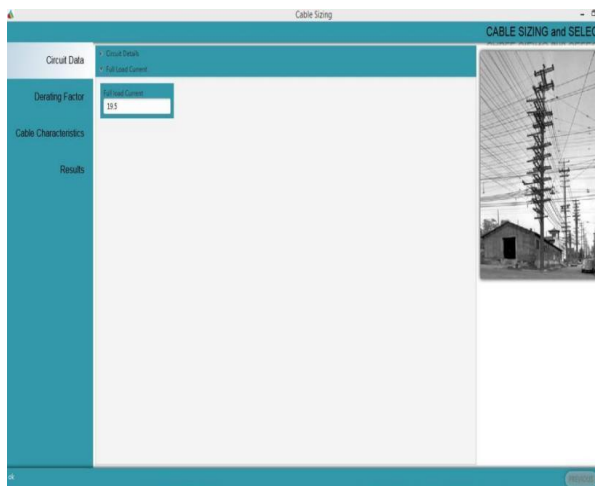 Cable Sizing
CABLE SIZING and SELEC
Circuit Data
Circuit Details
Full Load Current
Derating Factor
Full load Current
19.5
Cable Characteristics
Results
ok